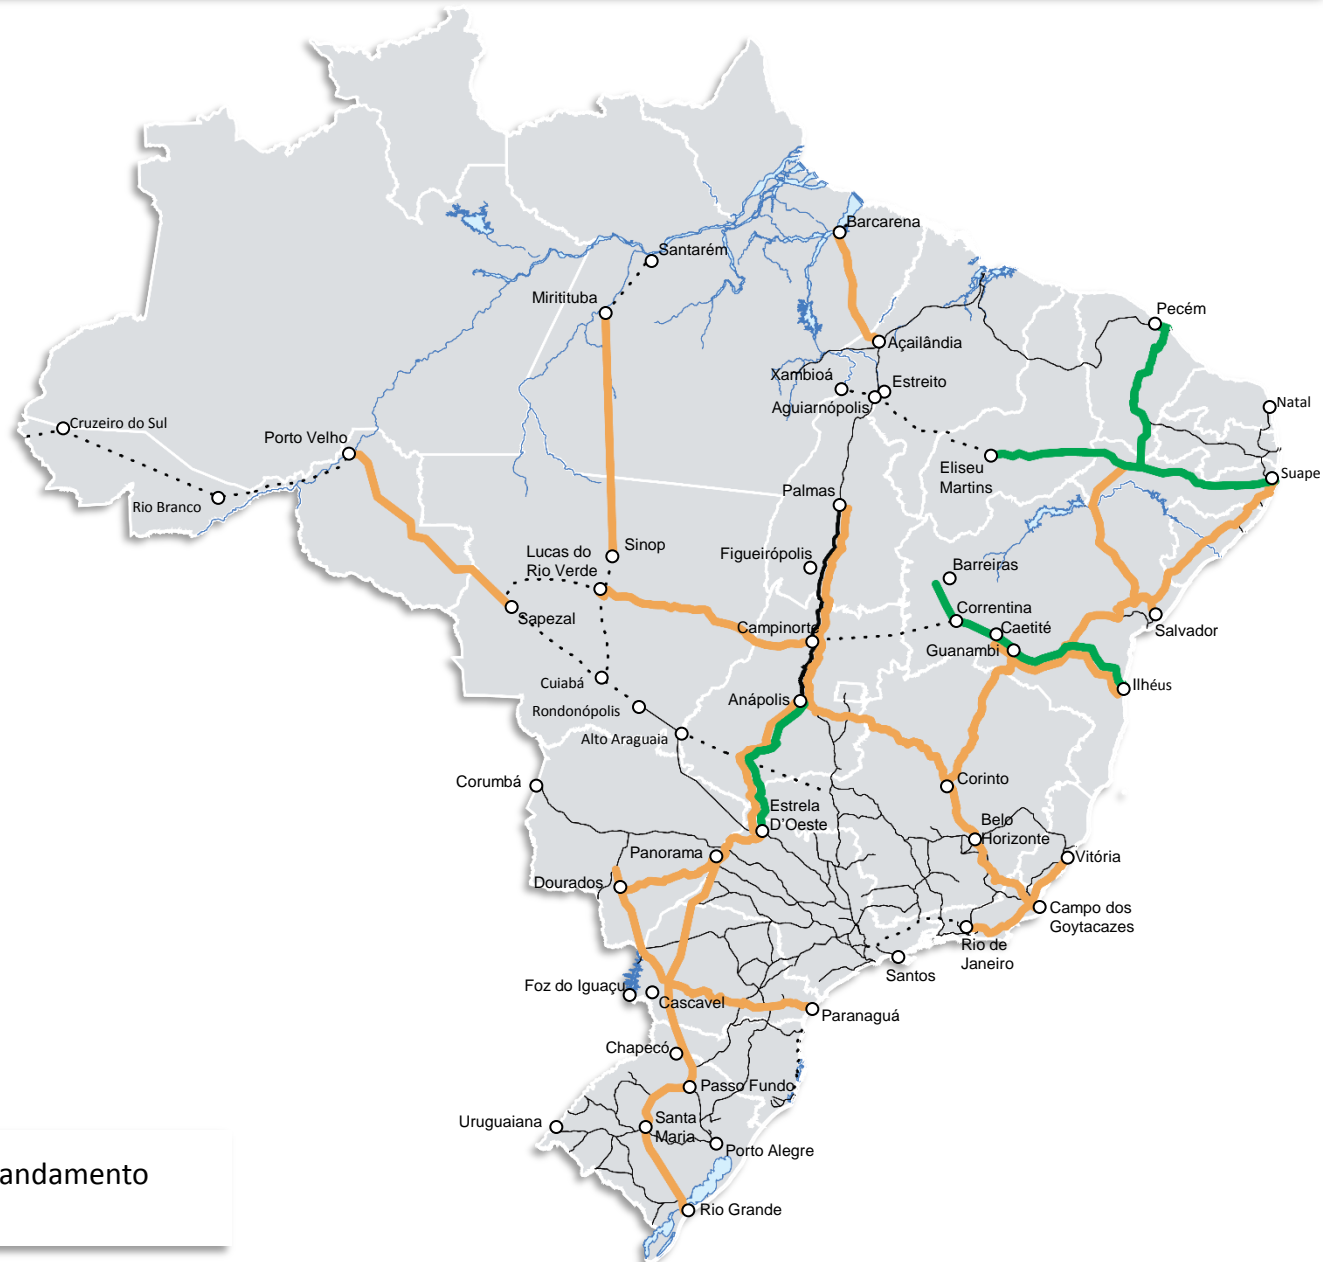 Barcarena
Santarém
Miritituba
Pecém
Açailândia
Xambioá
Estreito
Aguiarnópolis
Natal
Cruzeiro do Sul
Porto Velho
Eliseu
Martins
Suape
Rio Branco
Palmas
Lucas do
Rio Verde
Sinop
Figueirópolis
Barreiras
Sapezal
Correntina
Caetité
Campinorte
Salvador
Guanambi
Cuiabá
Ilhéus
Rondonópolis
Anápolis
Alto Araguaia
Corumbá
Corinto
Estrela
D'Oeste
Belo
Horizonte
Panorama
Vitória
Dourados
Campo dos
Goytacazes
Rio de
Janeiro
Santos
Foz do Iguaçu
Cascavel
Paranaguá
Chapecó
Passo Fundo
Uruguaiana
Santa
Maria
Porto Alegre
andamento
Rio Grande